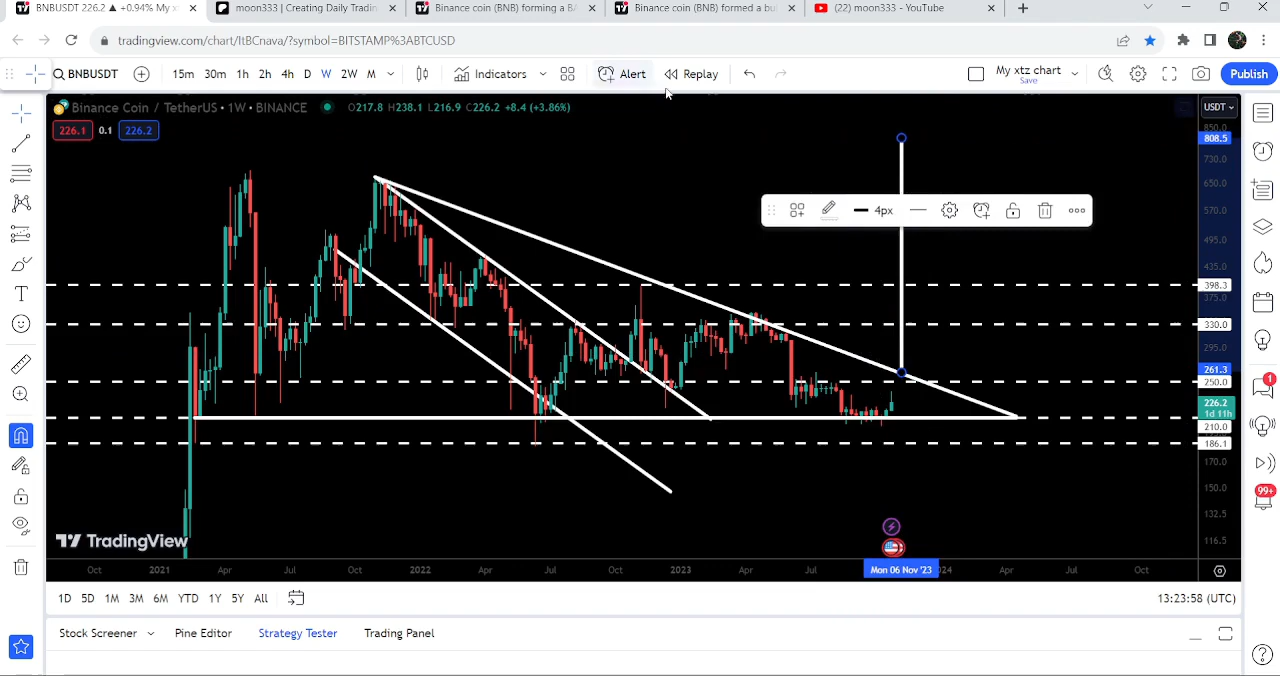 BNBUSDT 226.2 ▲ +0.94% My x
moon333 | Creating Daily Tradin
Binance coin (BNB) forming a BA
Binance coin (BNB) formed a bu
(22) moon333 - YouTube
tradingview.com/chart/ItBCnava/?symbol=BITSTAMP%3ABTCUSD
BNBUSDT 15m 30m 1h 2h 4h D W 2W M Indicators Alert Replay My xtz chart Publish
Save
Binance Coin / TetherUS • 1W • BINANCE O217.8 H238.1 L216.9 C226.2 +8.4 (+3.86%)
USDT
226.1 0.1 226.2
850.0
808.5
730.0
650.0
570.0
4px
495.0
435.0
398.3
375.0
330.0
295.0
261.3
250.0
226.2
1d 11h
210.0
186.1
170.0
150.0
132.5
116.5
TradingView
Oct 2021 Apr Jul Oct 2022 Apr Jul Oct 2023 Apr Jul Mon 06 Nov '23 24 Apr Jul Oct
1D 5D 1M 3M 6M YTD 1Y 5Y All 13:23:58 (UTC)
Stock Screener Pine Editor Strategy Tester Trading Panel
1
99+